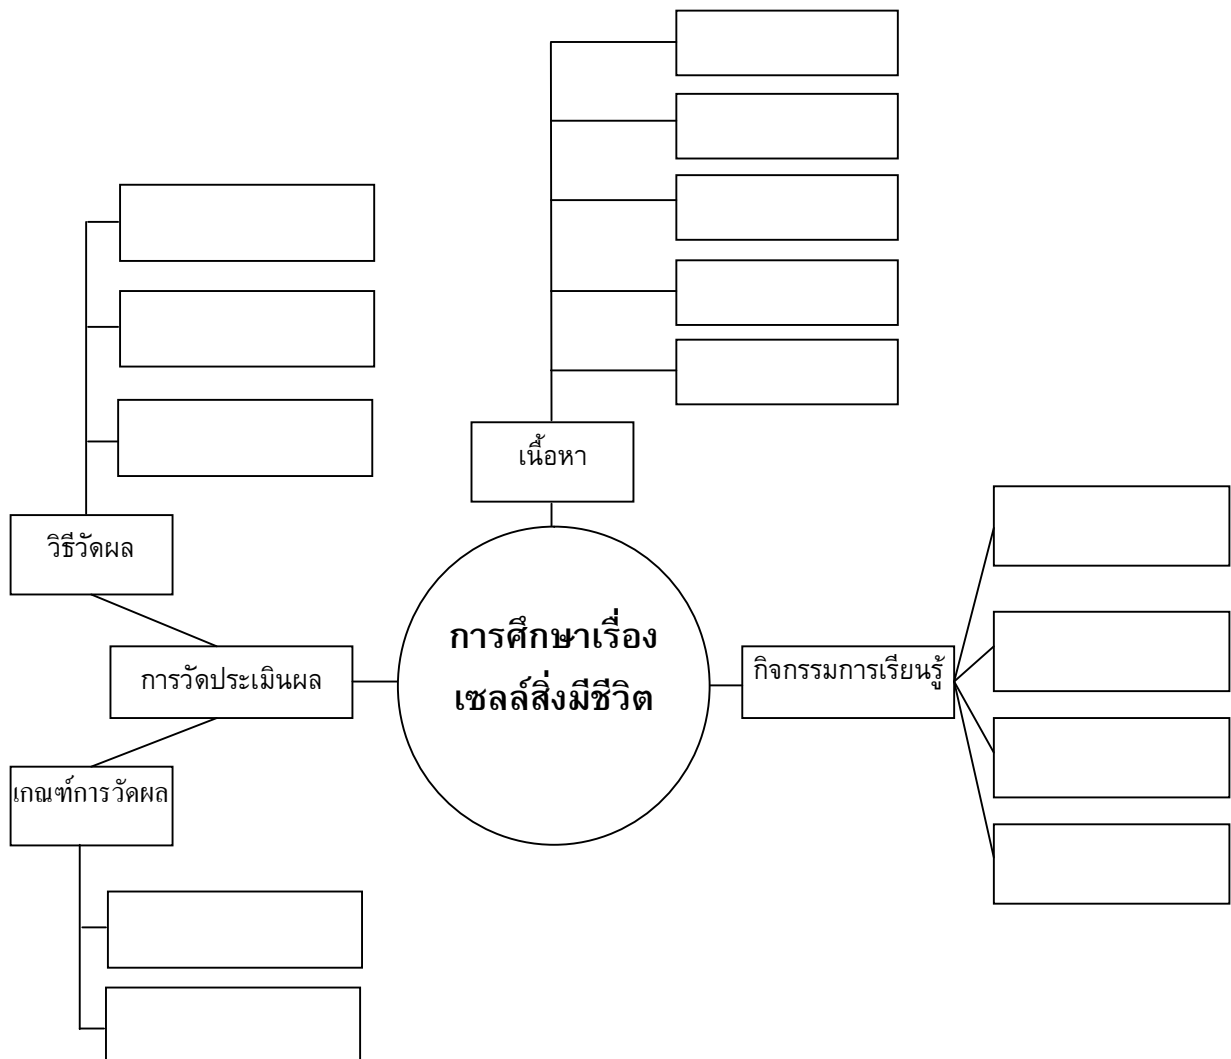 เนื้อหา
วิธีวัดผล
การศึกษาเรื่อง
เซลล์สิ่งมีชีวิต
การวัดประเมินผล
กิจกรรมการเรียนรู้
เกณฑ์การวัดผล